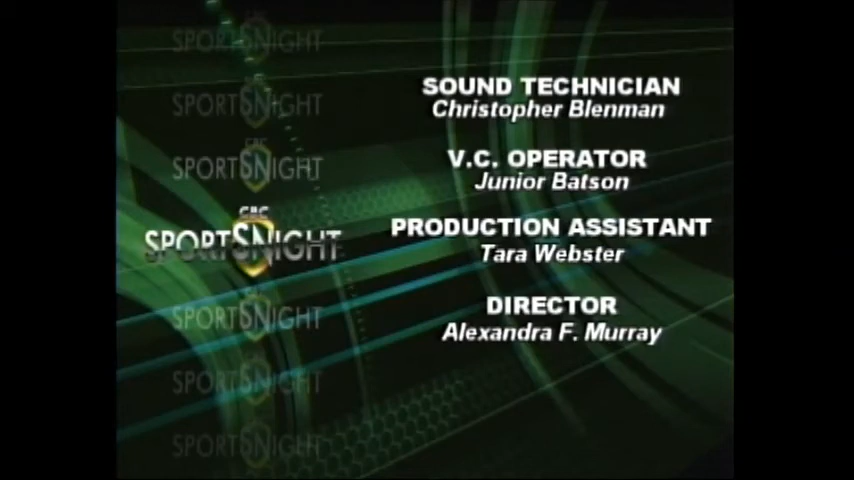 SPORTSNIGHT
SPORTSNIGHT
CBC
SPORTSNIGHT
CBC
SPORTSNIGHT
SPORTSNIGHT
SPORTSNIGHT
SPORTSNIGHT
SOUND TECHNICIAN
Christopher Blenman
V.C. OPERATOR
Junior Batson
PRODUCTION ASSISTANT
Tara Webster
DIRECTOR
Alexandra F. Murray